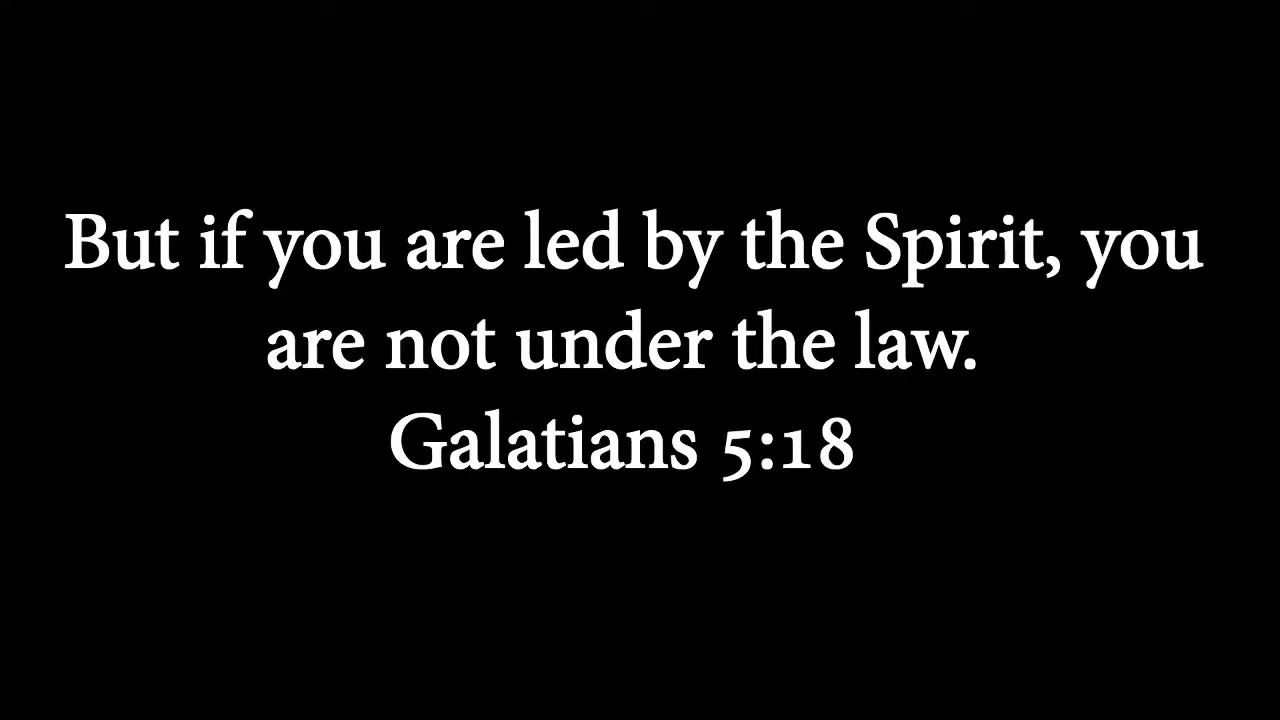 But if you are led by the Spirit, you
are not under the law.
Galatians 5:18